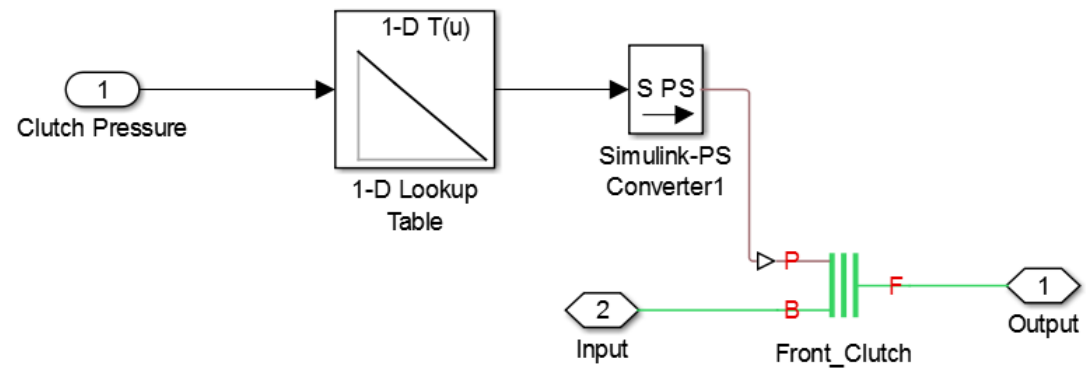 1-D T(u)
1
Clutch Pressure
S PS
1-D Lookup
Table
Simulink-PS
Converter1
P
B
F
2
Input
1
Output
Front_Clutch